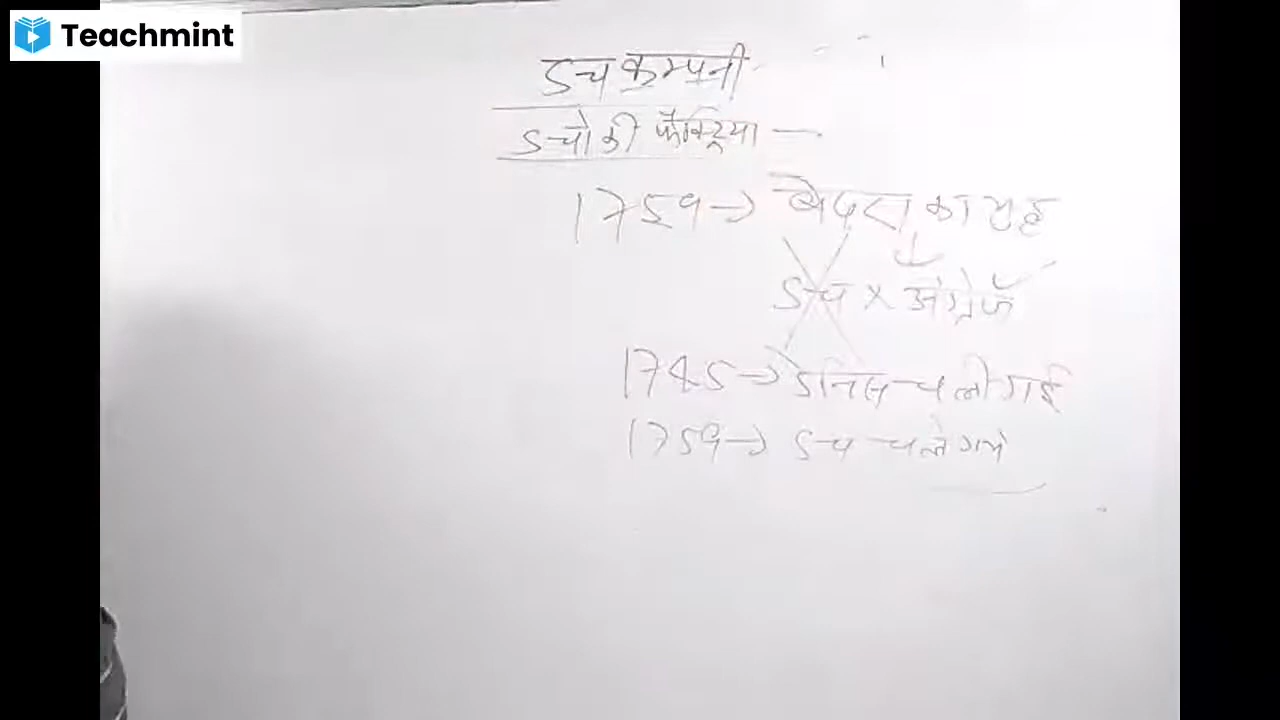 Teachmint
डच कम्पनी
डचो की फैक्ट्रिया —
1759 → बेदरा का युद्ध
डच x अंग्रेज
1745 → डेनिस चली गई
1759 → डच चले गये